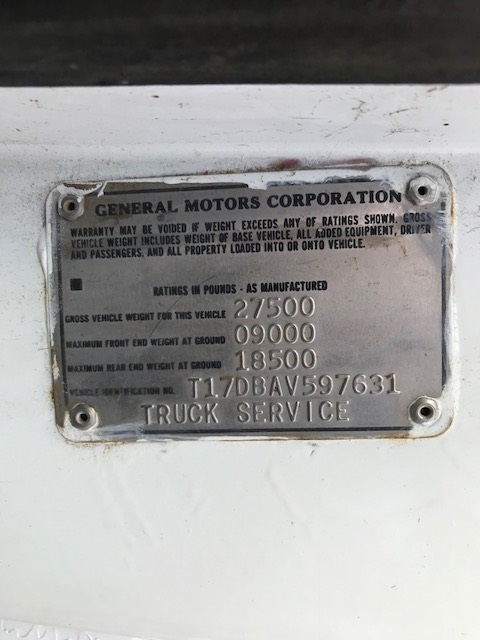 GENERAL MOTORS CORPORATION
WARRANTY MAY BE VOIDED IF WEIGHT EXCEEDS ANY OF RATINGS SHOWN. GROSS
VEHICLE WEIGHT INCLUDES WEIGHT OF BASE VEHICLE, ALL ADDED EQUIPMENT, DRIVER
AND PASSENGERS, AND ALL PROPERTY LOADED INTO OR ONTO VEHICLE.
RATINGS IN POUNDS - AS MANUFACTURED
GROSS VEHICLE WEIGHT FOR THIS VEHICLE 27500
MAXIMUM FRONT END WEIGHT AT GROUND 09000
MAXIMUM REAR END WEIGHT AT GROUND 18500
VEHICLE IDENTIFICATION NO. T17DBAV597631
TRUCK SERVICE